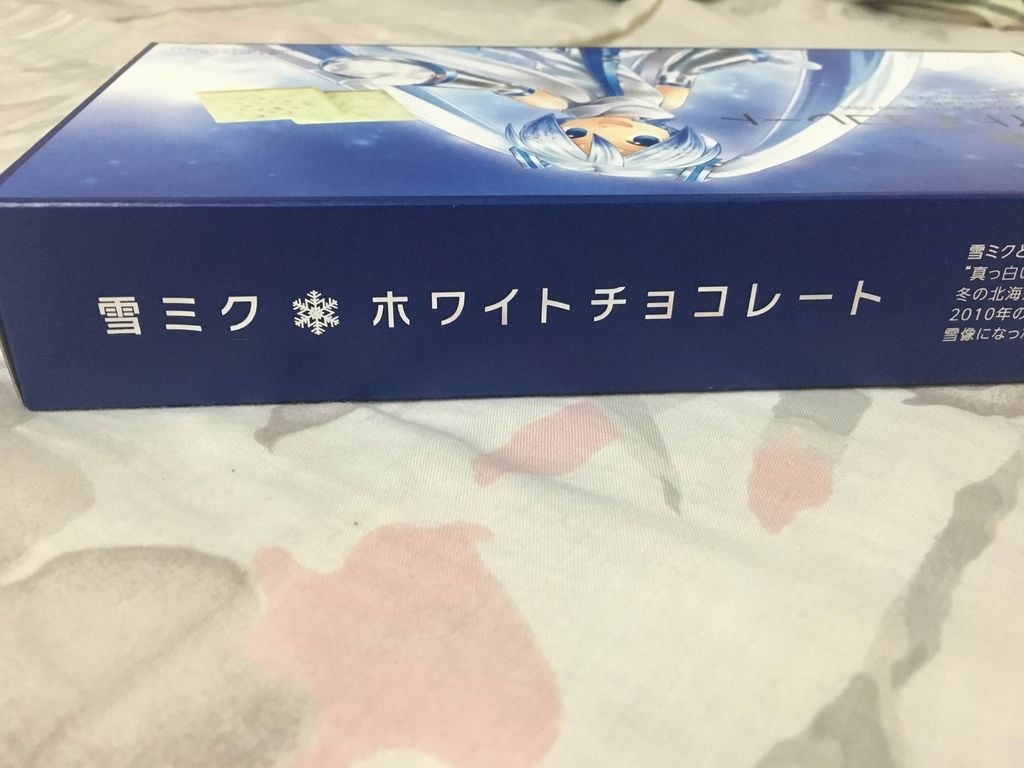 雪ミク ホワイトチョコレート
雪ミクと
“真っ白い
冬の北海
2010年の
雪像になった